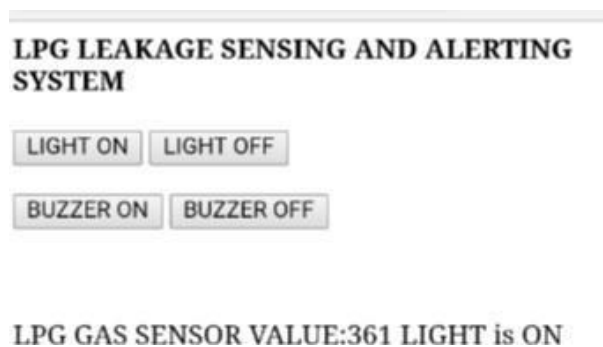 LPG LEAKAGE SENSING AND ALERTING
SYSTEM
LIGHT ON LIGHT OFF
BUZZER ON BUZZER OFF
LPG GAS SENSOR VALUE:361 LIGHT is ON